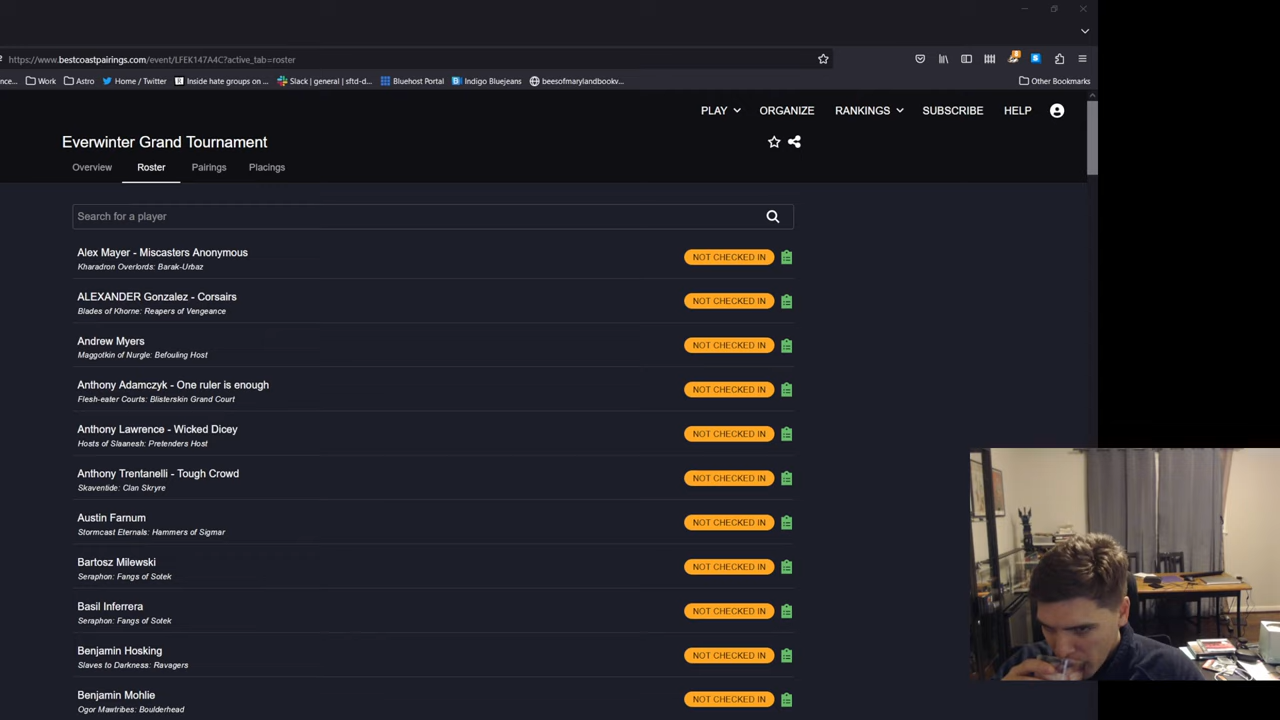 https://www.bestcoastpairings.com/event/LFEK147A4C?active_tab=roster
nce...
Work
Astro
Home / Twitter
Inside hate groups on ...
Slack | general | sftd-d...
Bluehost Portal
Indigo Bluejeans
beesofmarylandbookv...
Other Bookmarks
PLAY
ORGANIZE
RANKINGS
SUBSCRIBE
HELP
Everwinter Grand Tournament
Overview
Roster
Pairings
Placings
Search for a player
Alex Mayer - Miscasters Anonymous
Kharadron Overlords: Barak-Urbaz
NOT CHECKED IN
ALEXANDER Gonzalez - Corsairs
Blades of Khorne: Reapers of Vengeance
NOT CHECKED IN
Andrew Myers
Maggotkin of Nurgle: Befouling Host
NOT CHECKED IN
Anthony Adamczyk - One ruler is enough
Flesh-eater Courts: Blisterskin Grand Court
NOT CHECKED IN
Anthony Lawrence - Wicked Dicey
Hosts of Slaanesh: Pretenders Host
NOT CHECKED IN
Anthony Trentanelli - Tough Crowd
Skaventide: Clan Skryre
NOT CHECKED IN
Austin Farnum
Stormcast Eternals: Hammers of Sigmar
NOT CHECKED IN
Bartosz Milewski
Seraphon: Fangs of Sotek
NOT CHECKED IN
Basil Inferrera
Seraphon: Fangs of Sotek
NOT CHECKED IN
Benjamin Hosking
Slaves to Darkness: Ravagers
NOT CHECKED IN
Benjamin Mohlie
Ogor Mawtribes: Boulderhead
NOT CHECKED IN